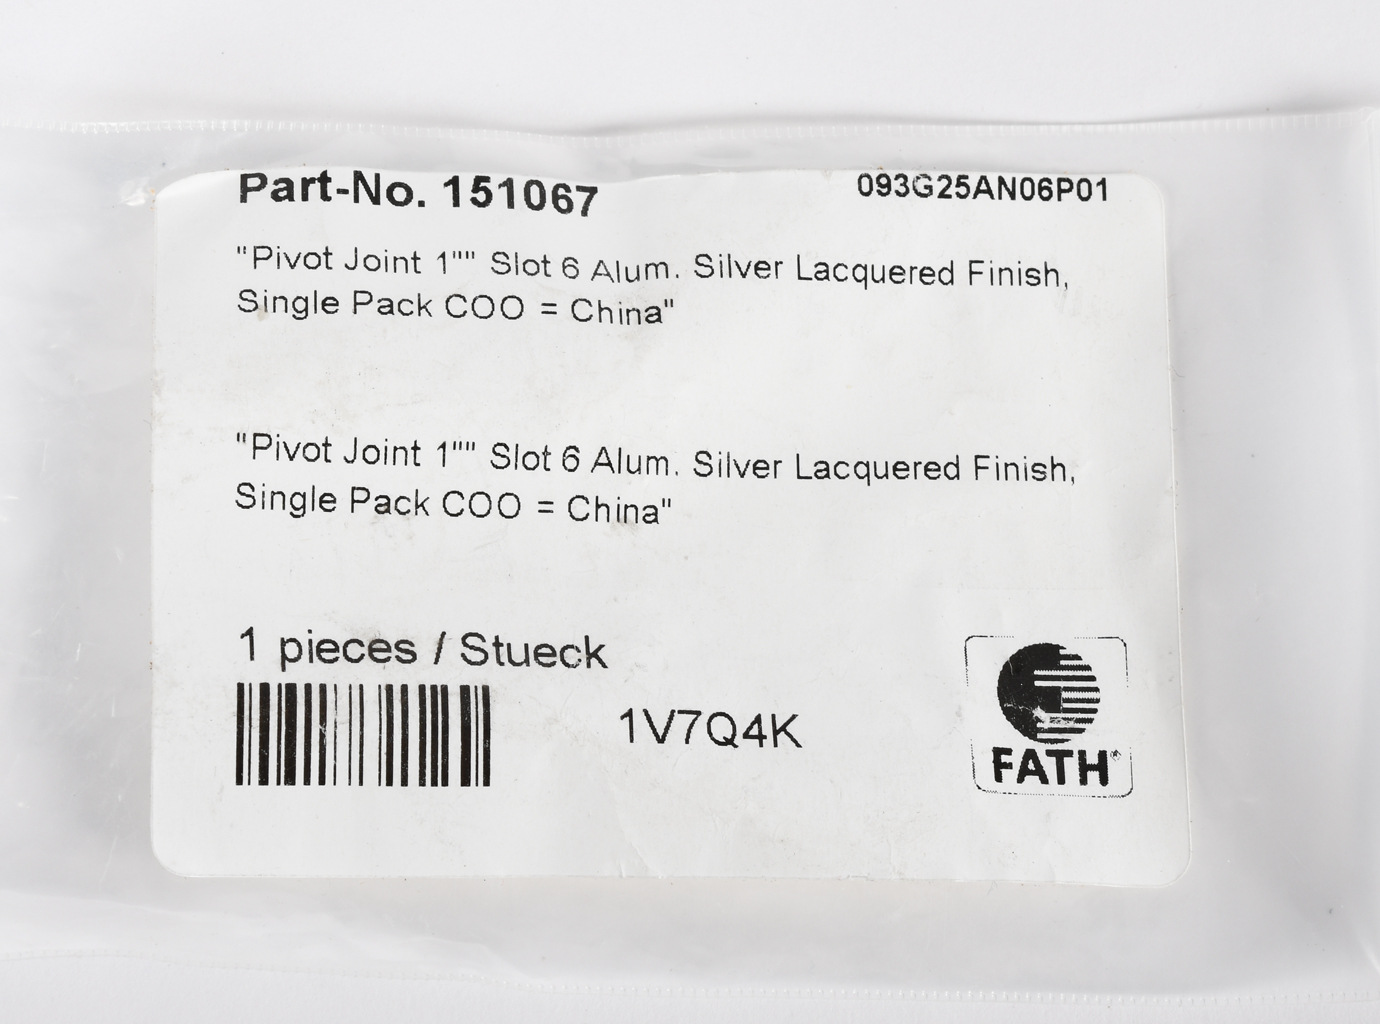 Part-No. 151067
093G25AN06P01
"Pivot Joint 1"" Slot 6 Alum. Silver Lacquered Finish,
Single Pack COO = China"
"Pivot Joint 1"" Slot 6 Alum. Silver Lacquered Finish,
Single Pack COO = China"
1 pieces / Stueck
1V7Q4K
FATH®